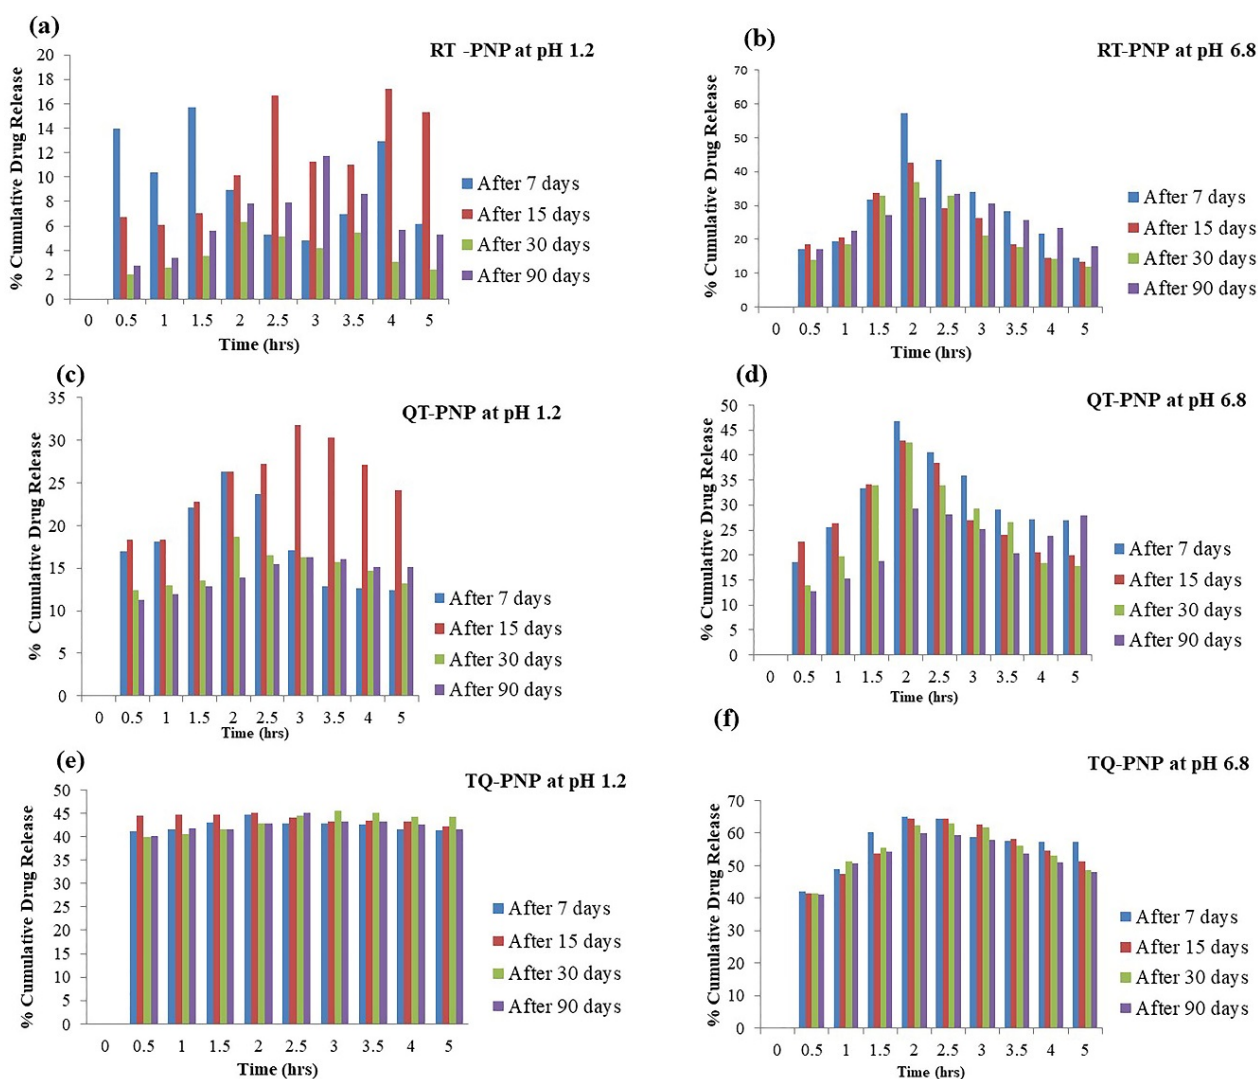 (a)
RT -PNP at pH 1.2
% Cumulative Drug Release
20
18
16
14
12
10
8
6
4
2
0
0 0.5 1 1.5 2 2.5 3 3.5 4 5
Time (hrs)
After 7 days
After 15 days
After 30 days
After 90 days
(b)
RT-PNP at pH 6.8
% Cumulative Drug Release
70
60
50
40
30
20
10
0
0 0.5 1 1.5 2 2.5 3 3.5 4 5
Time (hrs)
After 7 days
After 15 days
After 30 days
After 90 days
(c)
QT-PNP at pH 1.2
% Cumulative Drug Release
35
30
25
20
15
10
5
0
0 0.5 1 1.5 2 2.5 3 3.5 4 5
Time (hrs)
After 7 days
After 15 days
After 30 days
After 90 days
(d)
QT-PNP at pH 6.8
% Cumulative Drug Release
50
45
40
35
30
25
20
15
10
5
0
0 0.5 1 1.5 2 2.5 3 3.5 4 5
Time (hrs)
After 7 days
After 15 days
After 30 days
After 90 days
(e)
TQ-PNP at pH 1.2
% Cumulative Drug Release
50
45
40
35
30
25
20
15
10
5
0
0 0.5 1 1.5 2 2.5 3 3.5 4 5
Time (hrs)
After 7 days
After 15 days
After 30 days
After 90 days
(f)
TQ-PNP at pH 6.8
% Cumulative Drug Release
70
60
50
40
30
20
10
0
0 0.5 1 1.5 2 2.5 3 3.5 4 5
Time (hrs)
After 7 days
After 15 days
After 30 days
After 90 days